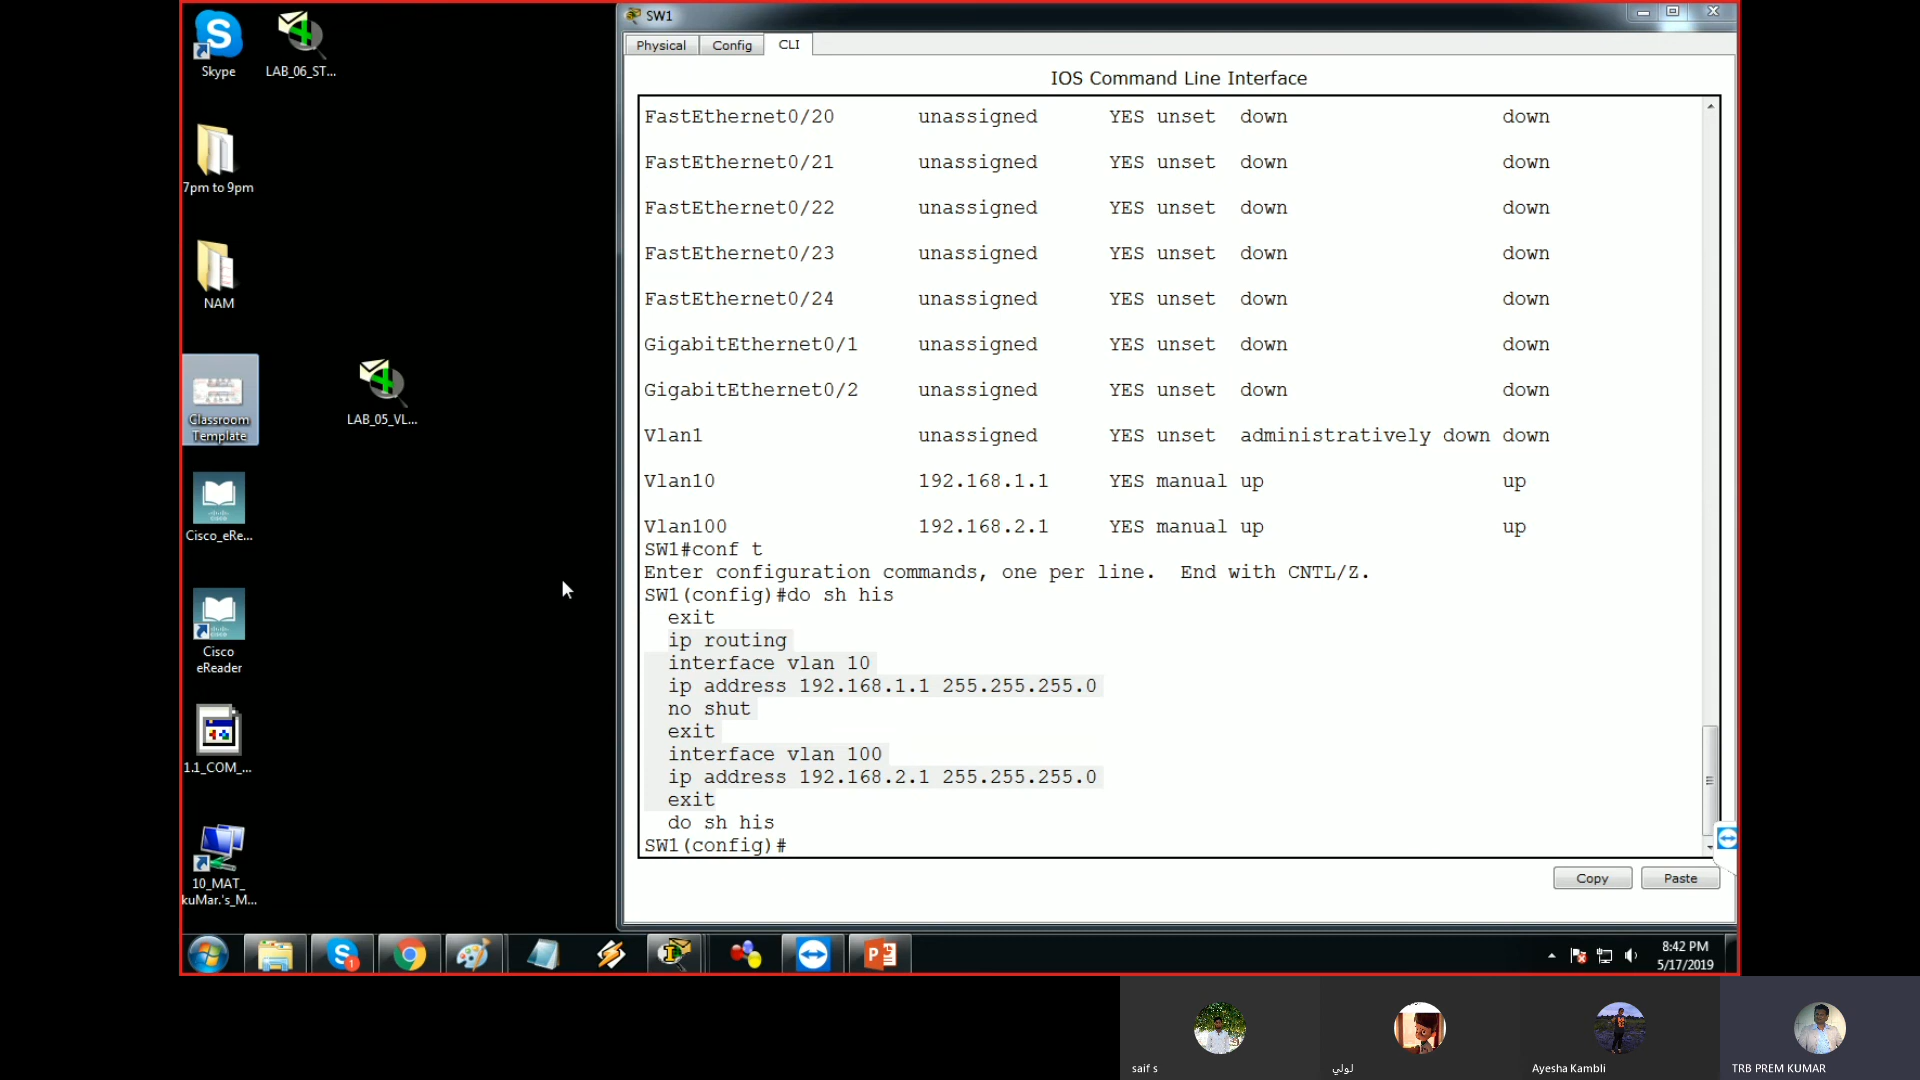 Skype
LAB_06_ST...
7pm to 9pm
NAM
Classroom
Template
LAB_05_VL...
Cisco_eRe...
Cisco
eReader
1.1_COM_...
10_MAT_
kuMar.'s_M...
SW1
Physical
Config
CLI
IOS Command Line Interface
FastEthernet0/20 unassigned YES unset down down
FastEthernet0/21 unassigned YES unset down down
FastEthernet0/22 unassigned YES unset down down
FastEthernet0/23 unassigned YES unset down down
FastEthernet0/24 unassigned YES unset down down
GigabitEthernet0/1 unassigned YES unset down down
GigabitEthernet0/2 unassigned YES unset down down
Vlan1 unassigned YES unset administratively down down
Vlan10 192.168.1.1 YES manual up up
Vlan100 192.168.2.1 YES manual up up
SW1#conf t
Enter configuration commands, one per line. End with CNTL/Z.
SW1(config)#do sh his
exit
ip routing
interface vlan 10
ip address 192.168.1.1 255.255.255.0
no shut
exit
interface vlan 100
ip address 192.168.2.1 255.255.255.0
exit
do sh his
SW1(config)#
Copy
Paste
8:42 PM
5/17/2019
saif s
لولي
Ayesha Kambli
TRB PREM KUMAR